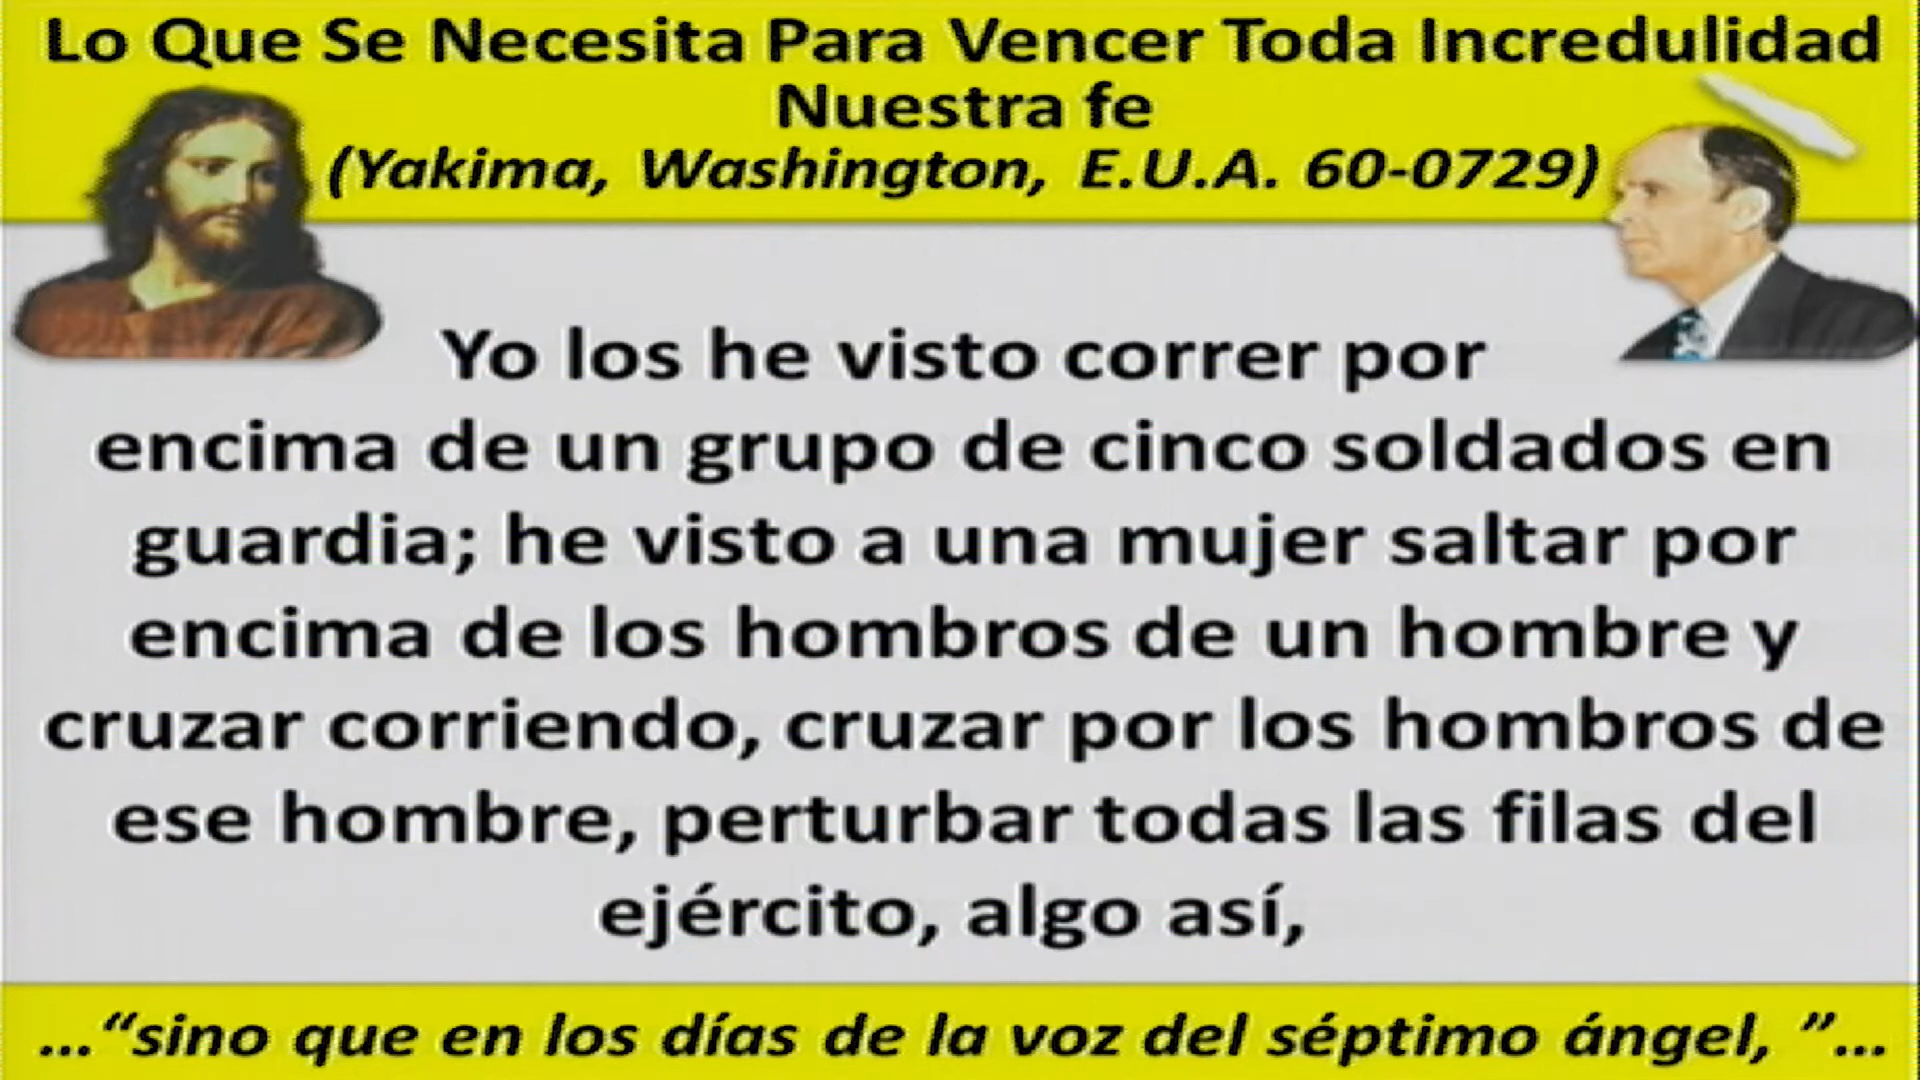 Lo Que Se Necesita Para Vencer Toda Incredulidad
Nuestra fe
(Yakima, Washington, E.U.A. 60-0729)
Yo los he visto correr por
encima de un grupo de cinco soldados en
guardia; he visto a una mujer saltar por
encima de los hombros de un hombre y
cruzar corriendo, cruzar por los hombros de
ese hombre, perturbar todas las filas del
ejército, algo así,
...“sino que en los días de la voz del séptimo ángel, ”...